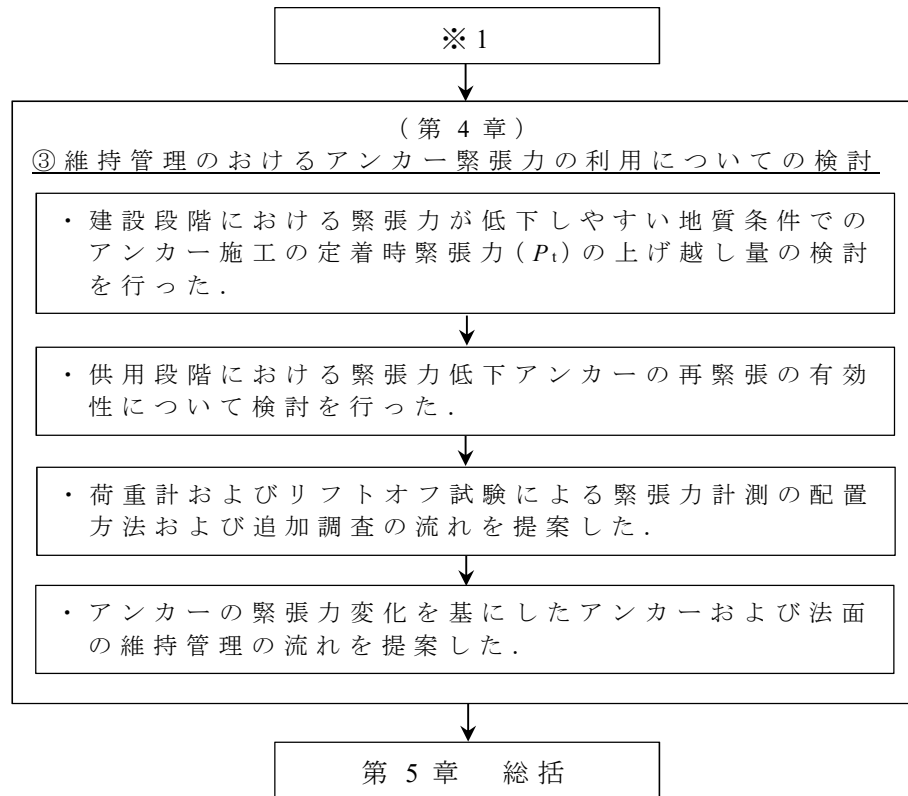 ※1
（第4章）
③維持管理のおけるアンカー緊張力の利用についての検討
・建設段階における緊張力が低下しやすい地質条件での
アンカー施工の定着時緊張力(Pt)の上げ越し量の検討
を行った．
・供用段階における緊張力低下アンカーの再緊張の有効
性について検討を行った．
・荷重計およびリフトオフ試験による緊張力計測の配置
方法および追加調査の流れを提案した．
・アンカーの緊張力変化を基にしたアンカーおよび法面
の維持管理の流れを提案した．
第5章　総括